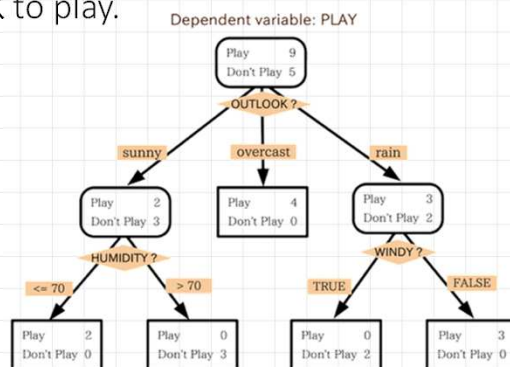 to play.
Dependent variable: PLAY
Play 9
Don't Play 5
OUTLOOK ?
sunny
overcast
rain
Play 2
Don't Play 3
Play 4
Don't Play 0
Play 3
Don't Play 2
HUMIDITY ?
WINDY ?
<= 70
> 70
TRUE
FALSE
Play 2
Don't Play 0
Play 0
Don't Play 3
Play 0
Don't Play 2
Play 3
Don't Play 0